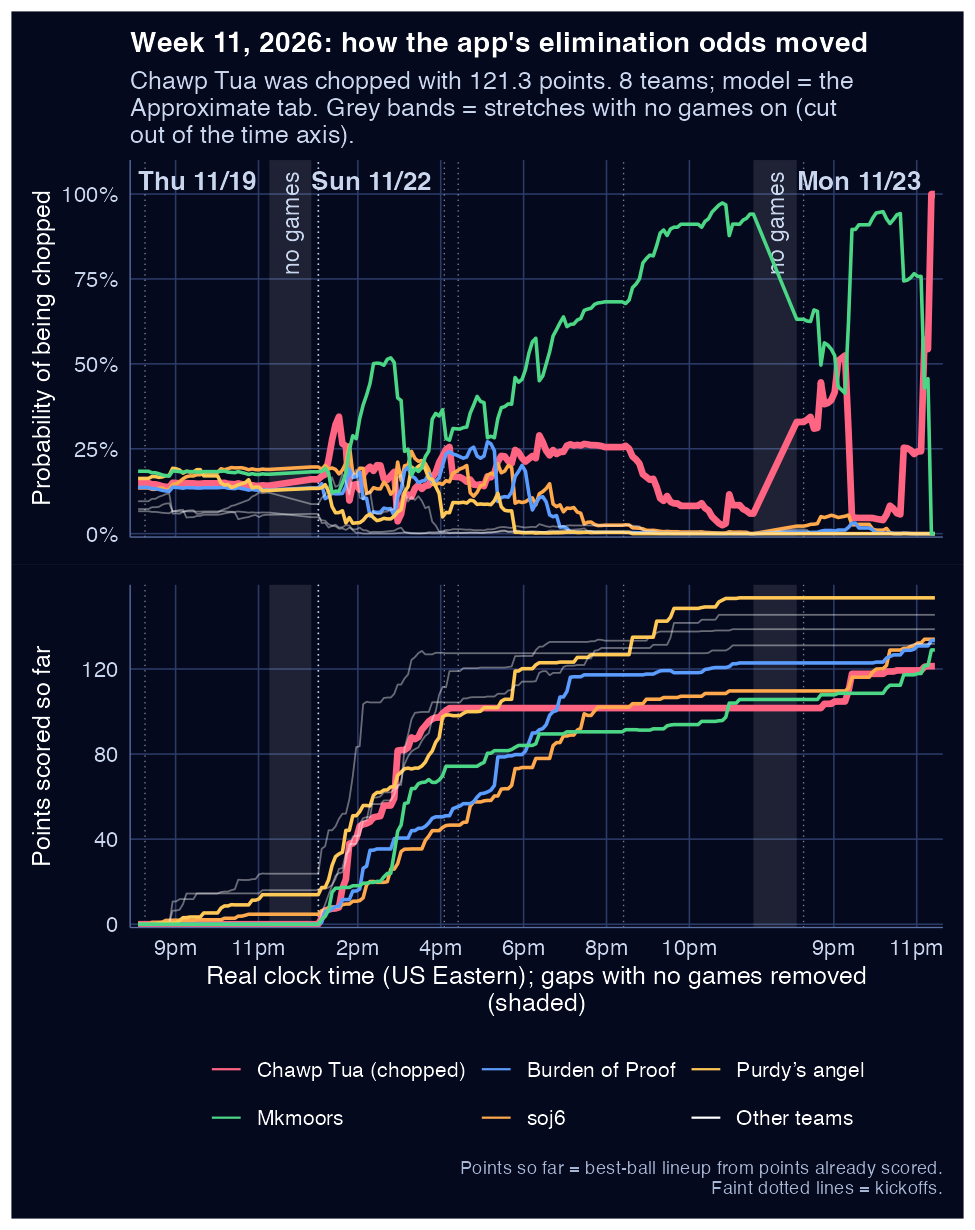 Week 11, 2026: how the app's elimination odds moved
Chawp Tua was chopped with 121.3 points. 8 teams; model = the
Approximate tab. Grey bands = stretches with no games on (cut
out of the time axis).
Thu 11/19
Sun 11/22
Mon 11/23
no games
no games
Probability of being chopped
100%
75%
50%
25%
0%
Points scored so far
120
80
40
0
9pm 11pm 2pm 4pm 6pm 8pm 10pm 9pm 11pm
Real clock time (US Eastern); gaps with no games removed
(shaded)
Chawp Tua (chopped) Burden of Proof Purdy’s angel
Mkmoors soj6 Other teams
Points so far = best-ball lineup from points already scored.
Faint dotted lines = kickoffs.